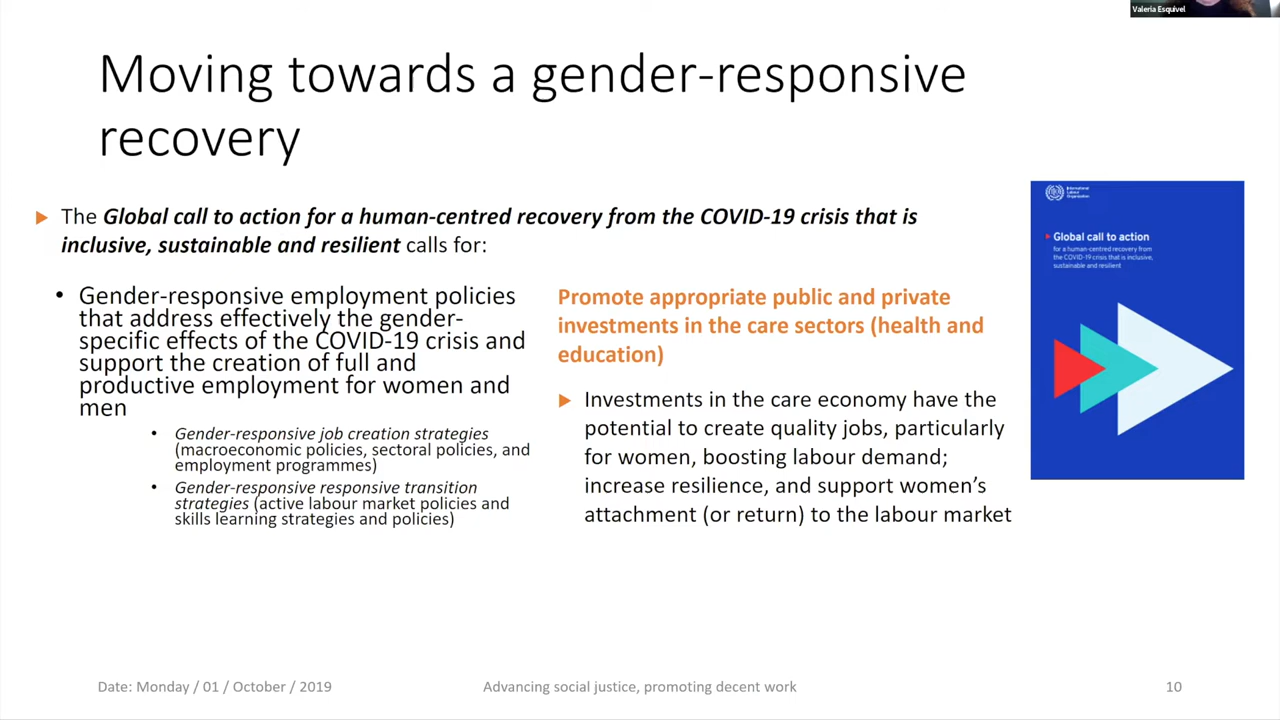 Valeria Esquivel
Moving towards a gender-responsive
recovery
The Global call to action for a human-centred recovery from the COVID-19 crisis that is
inclusive, sustainable and resilient calls for:
• Gender-responsive employment policies
that address effectively the gender-
specific effects of the COVID-19 crisis and
support the creation of full and
productive employment for women and
men
• Gender-responsive job creation strategies
(macroeconomic policies, sectoral policies, and
employment programmes)
• Gender-responsive responsive transition
strategies (active labour market policies and
skills learning strategies and policies)
Promote appropriate public and private
investments in the care sectors (health and
education)
Investments in the care economy have the
potential to create quality jobs, particularly
for women, boosting labour demand;
increase resilience, and support women’s
attachment (or return) to the labour market
International
Labour
Organization
Global call to action
for a human-centred recovery from
the COVID-19 crisis that is inclusive,
sustainable and resilient
Date: Monday / 01 / October / 2019
Advancing social justice, promoting decent work
10